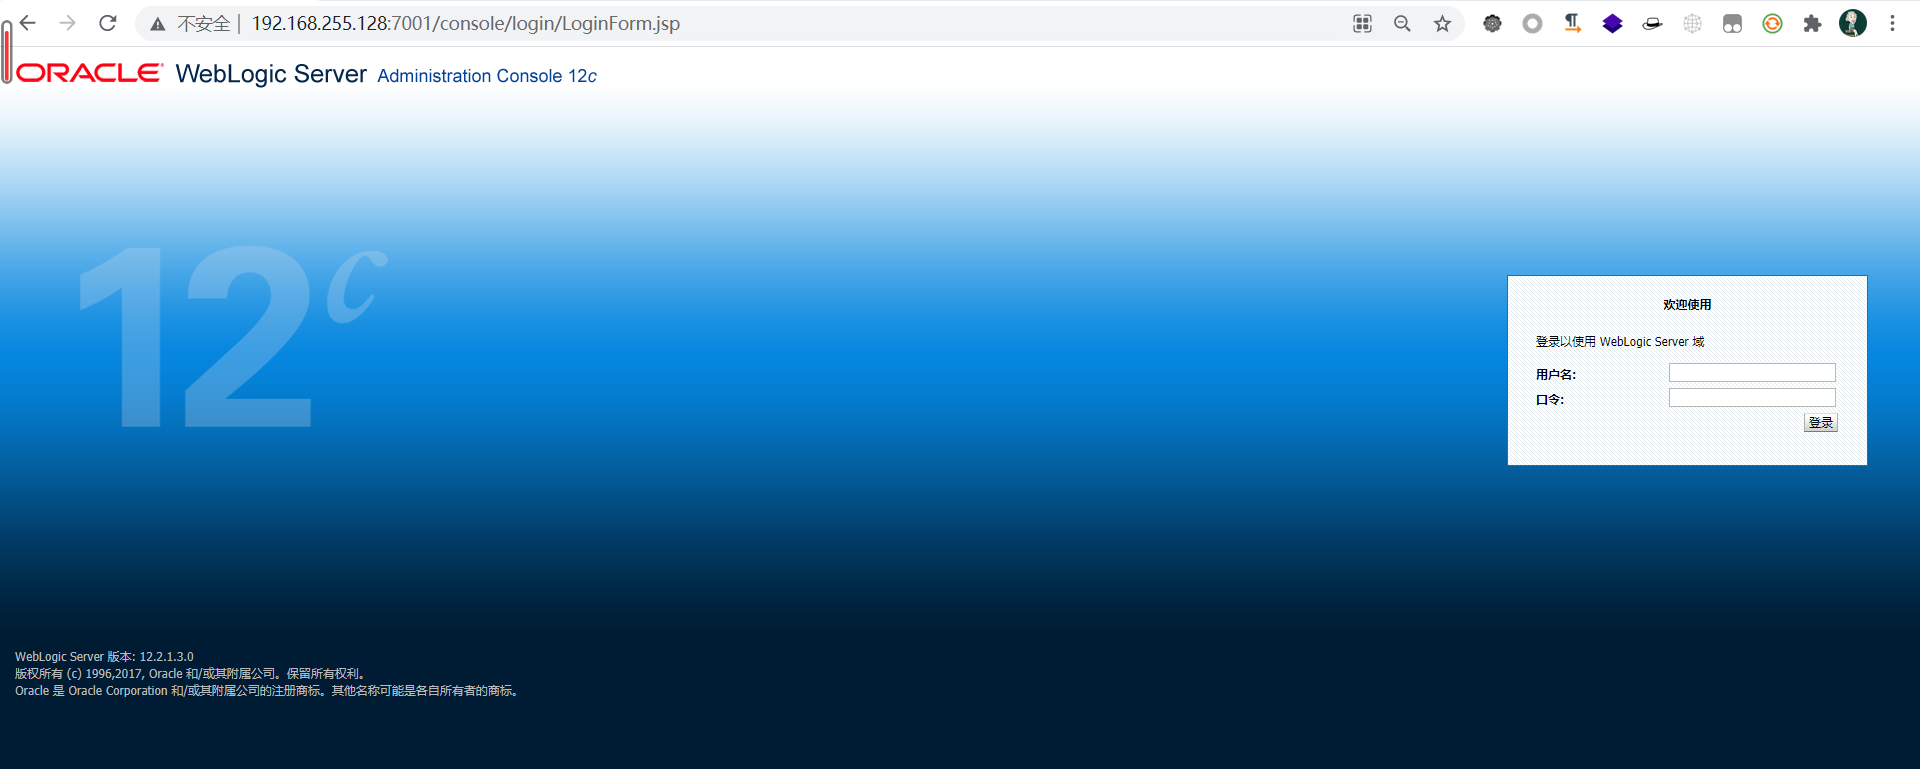 不安全 192.168.255.128:7001/console/login/LoginForm.jsp
ORACLE WebLogic Server Administration Console 12c
12c
欢迎使用
登录以使用 WebLogic Server 域
用户名:
口令:
登录
WebLogic Server 版本: 12.2.1.3.0
版权所有 (c) 1996,2017, Oracle 和/或其附属公司。保留所有权利。
Oracle 是 Oracle Corporation 和/或其附属公司的注册商标。其他名称可能是各自所有者的商标。